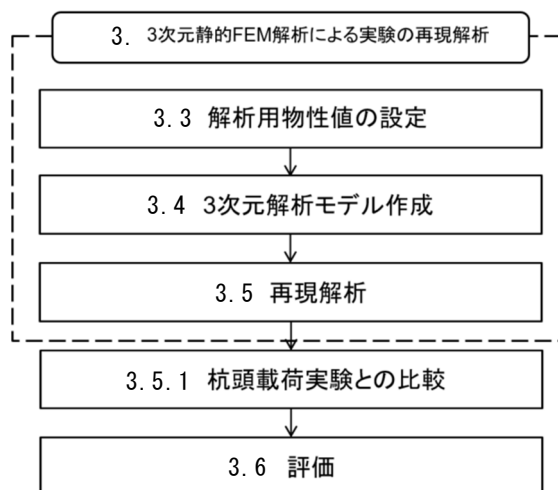 3. 3次元静的FEM解析による実験の再現解析
3.3 解析用物性値の設定
3.4 3次元解析モデル作成
3.5 再現解析
3.5.1 杭頭載荷実験との比較
3.6 評価